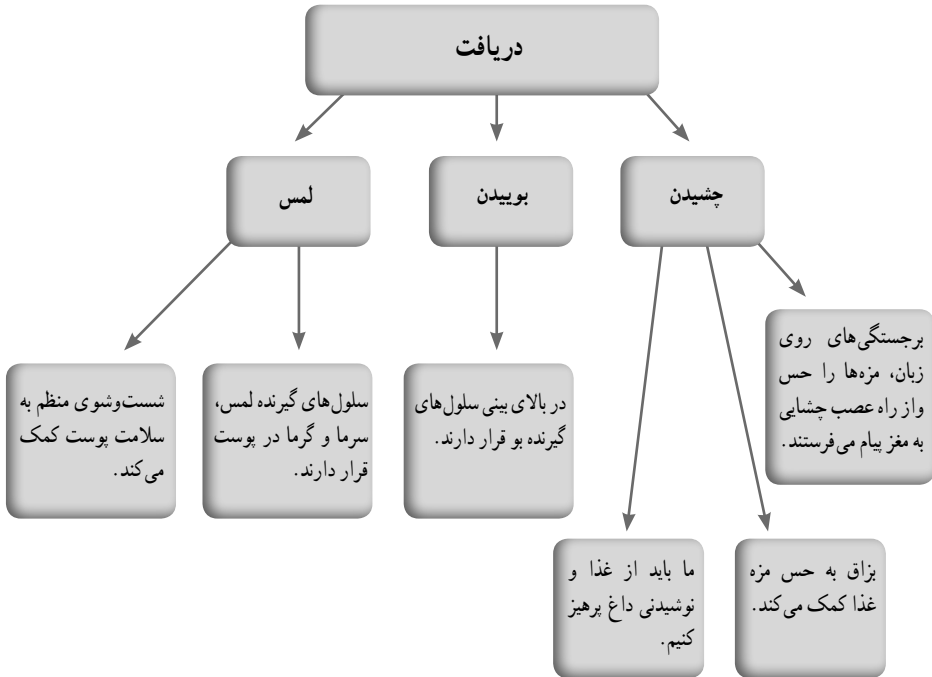 دریافت
چشیدن
بوییدن
لمس
برجستگی‌های روی
زبان، مزه‌ها را حس
واز راه عصب چشایی
به مغز پیام می‌فرستند.
در بالای بینی سلول‌های
گیرنده بو قرار دارند.
سلول‌های گیرنده لمس،
سرما و گرما در پوست
قرار دارند.
شست‌وشوی منظم به
سلامت پوست کمک
می‌کند.
بزاق به حس مزه
غذا کمک می‌کند.
ما باید از غذا و
نوشیدنی داغ پرهیز
کنیم.